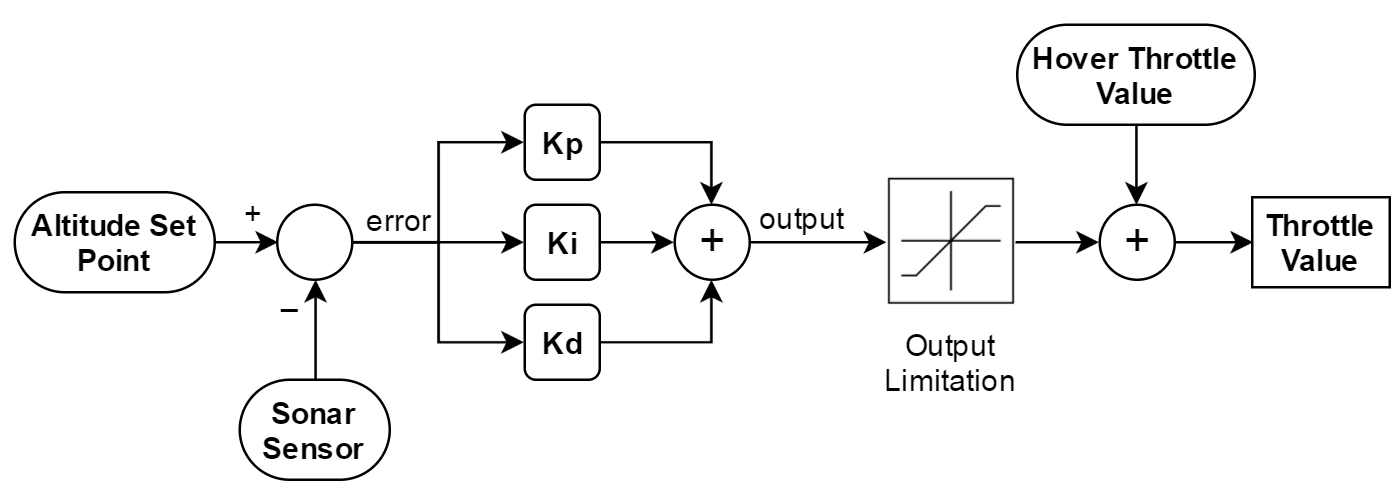 Hover Throttle
Value
Kp
Altitude Set
Point
+
error
Ki
+
output
+
Throttle
Value
−
Kd
Output
Limitation
Sonar
Sensor